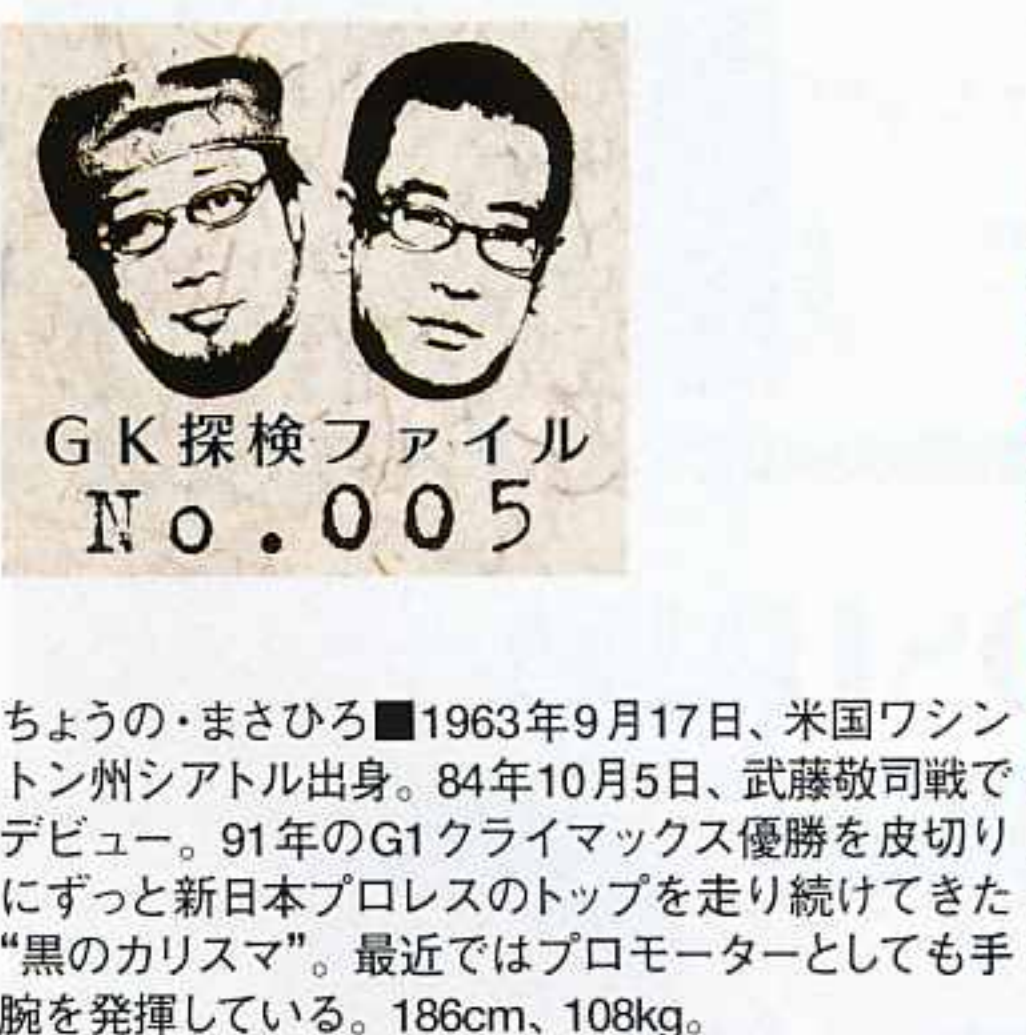 GK探検ファイル
No.005
ちょうの・まさひろ■1963年9月17日、米国ワシン
トン州シアトル出身。84年10月5日、武藤敬司戦で
デビュー。91年のG1クライマックス優勝を皮切り
にずっと新日本プロレスのトップを走り続けてきた
“黒のカリスマ”。最近ではプロモーターとしても手
腕を発揮している。186cm、108kg。